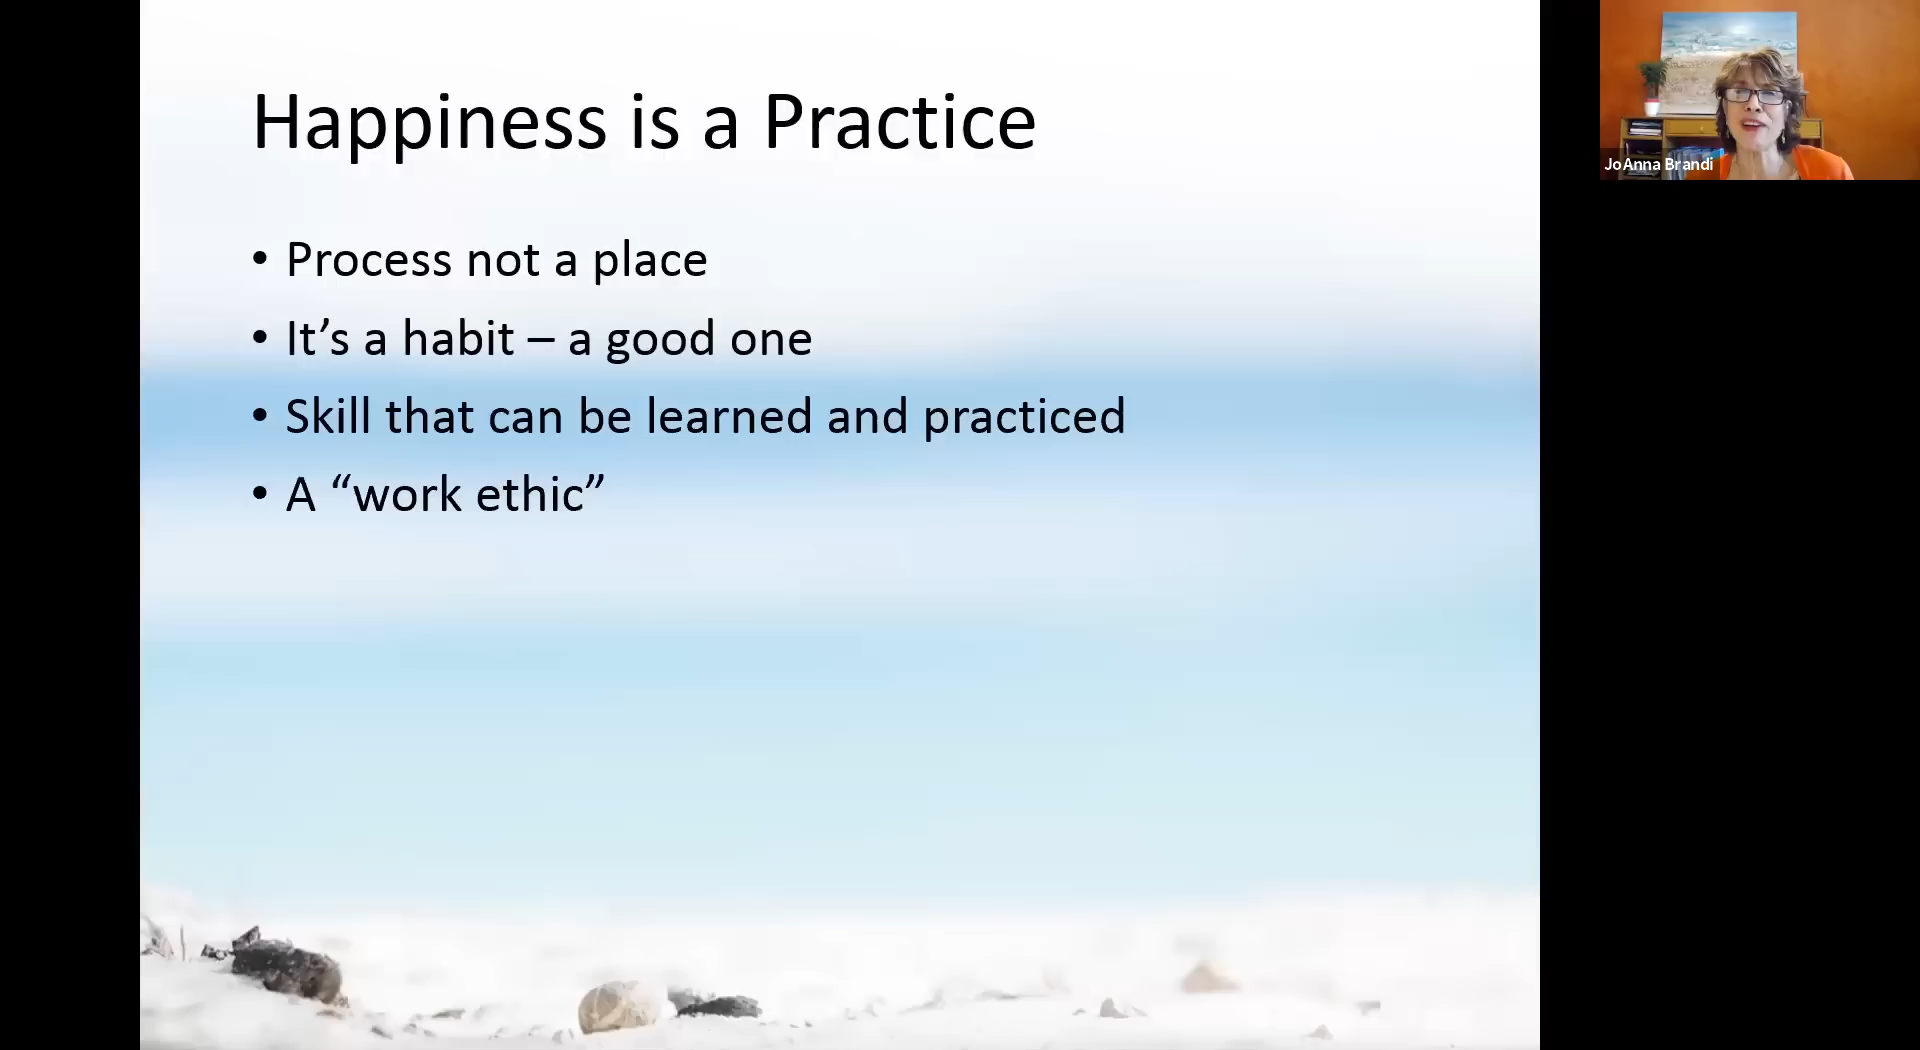 Happiness is a Practice
• Process not a place
• It’s a habit – a good one
• Skill that can be learned and practiced
• A “work ethic”
JoAnna Brandi